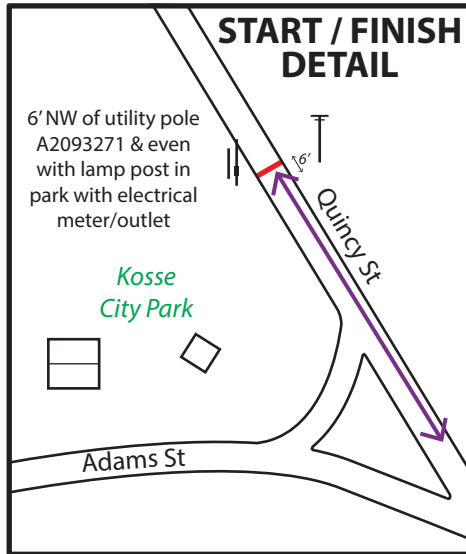 START / FINISH
DETAIL
6' NW of utility pole
A2093271 & even
with lamp post in
park with electrical
meter/outlet
6'
Quincy St
Kosse
City Park
Adams St